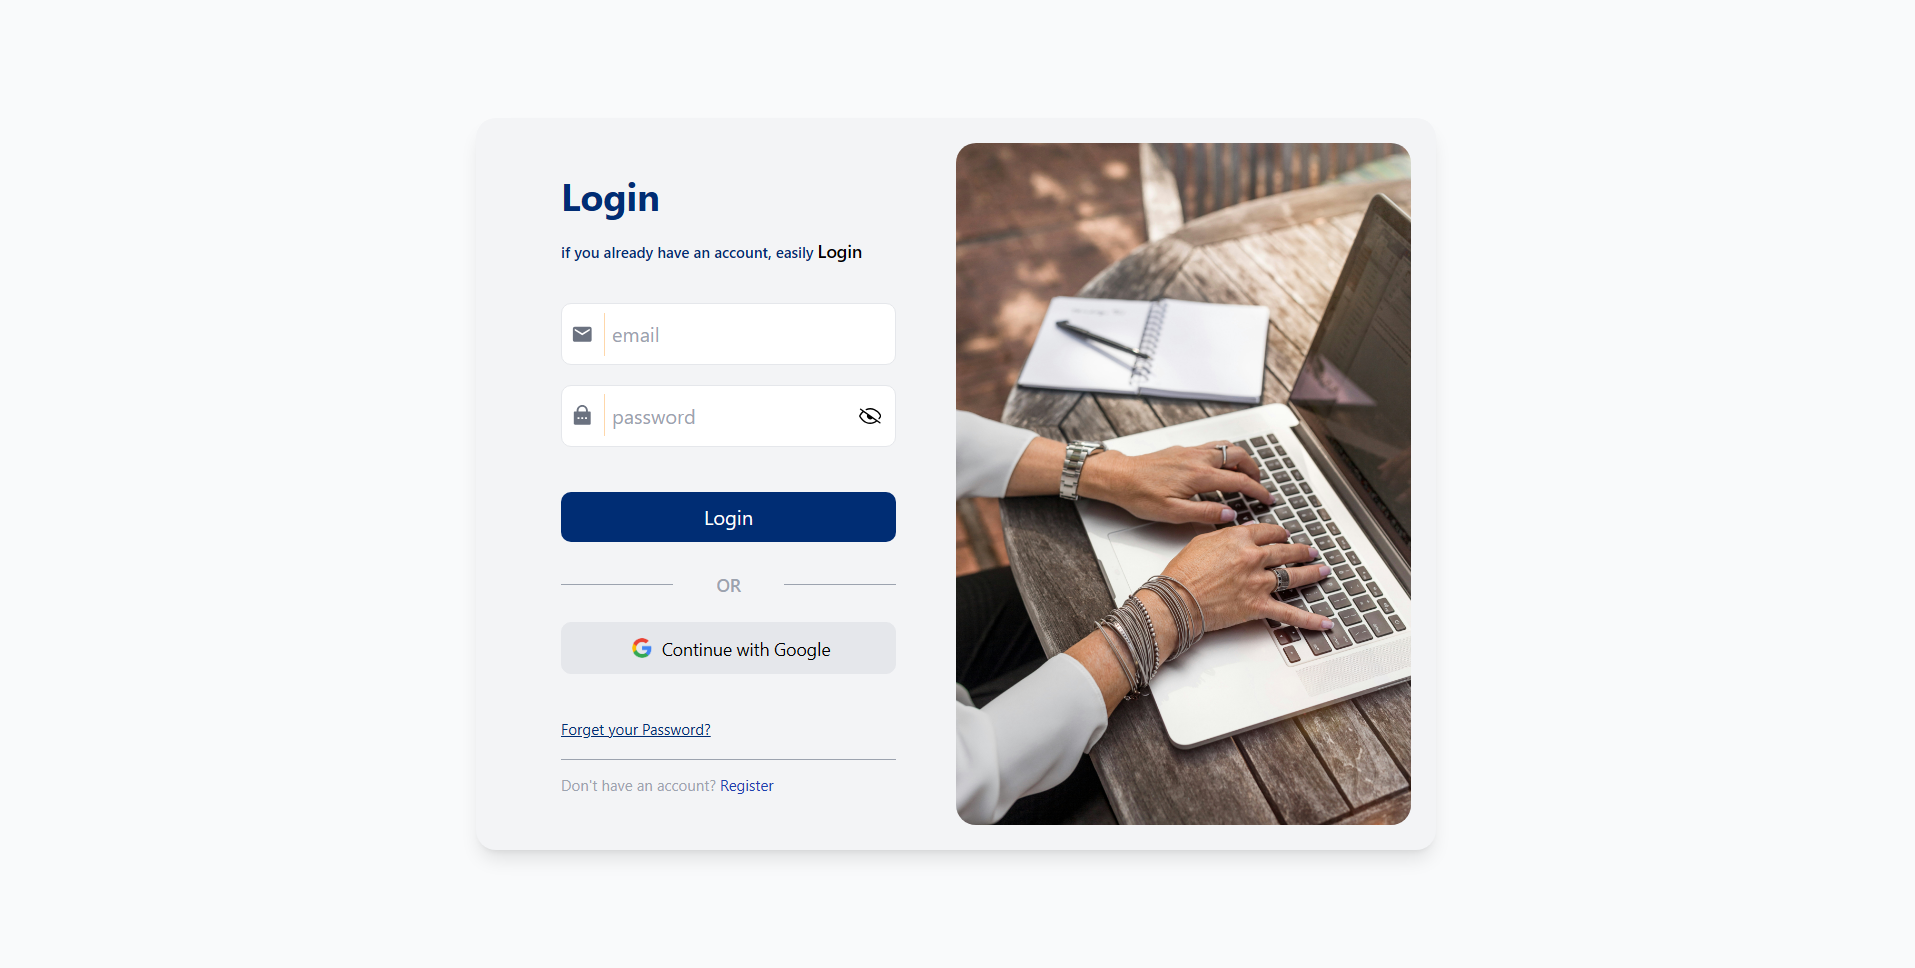 Login
if you already have an account, easily Login
email
password
Login
OR
Continue with Google
Forget your Password?
Don't have an account? Register